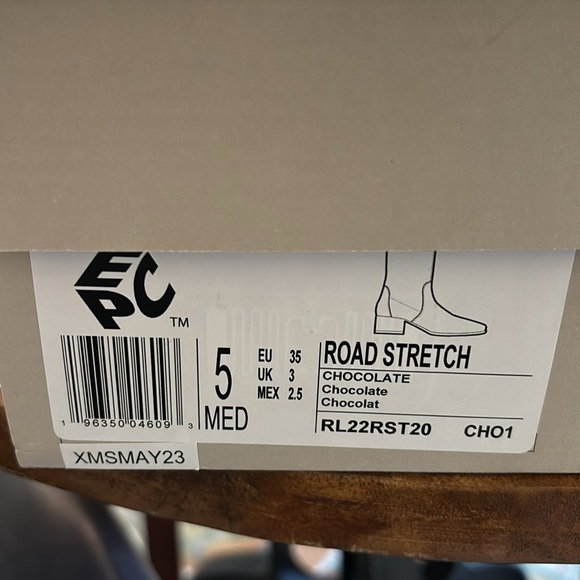 EPC
TM
1 96350 04609 3
5
MED
EU 35
UK 3
MEX 2.5
ROAD STRETCH
CHOCOLATE
Chocolate
Chocolat
RL22RST20 CHO1
XMSMAY23